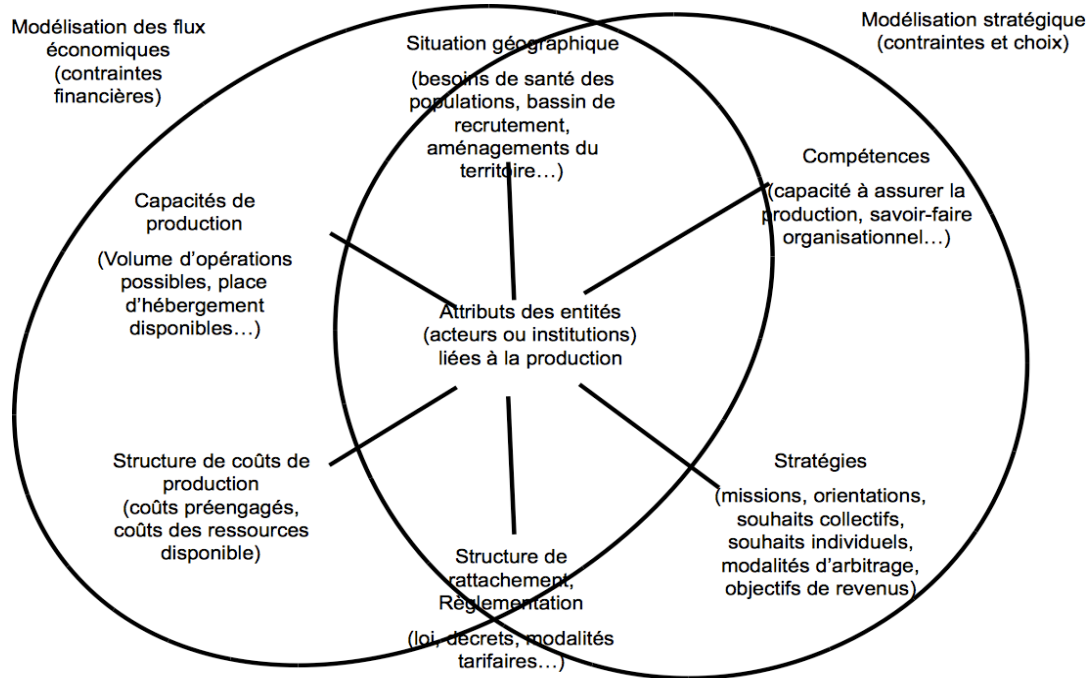 Modélisation des flux
économiques
(contraintes
financières)
Situation géographique
(besoins de santé des
populations, bassin de
recrutement,
aménagements du
territoire…)
Modélisation stratégique
(contraintes et choix)
Capacités de
production
(Volume d’opérations
possibles, place
d’hébergement
disponibles…)
Compétences
(capacité à assurer la
production, savoir-faire
organisationnel…)
Attributs des entités
(acteurs ou institutions)
liées à la production
Structure de coûts de
production
(coûts préengagés,
coûts des ressources
disponible)
Stratégies
(missions, orientations,
souhaits collectifs,
souhaits individuels,
modalités d’arbitrage,
objectifs de revenus)
Structure de
rattachement,
Règlementation
(loi, décrets, modalités
tarifaires…)